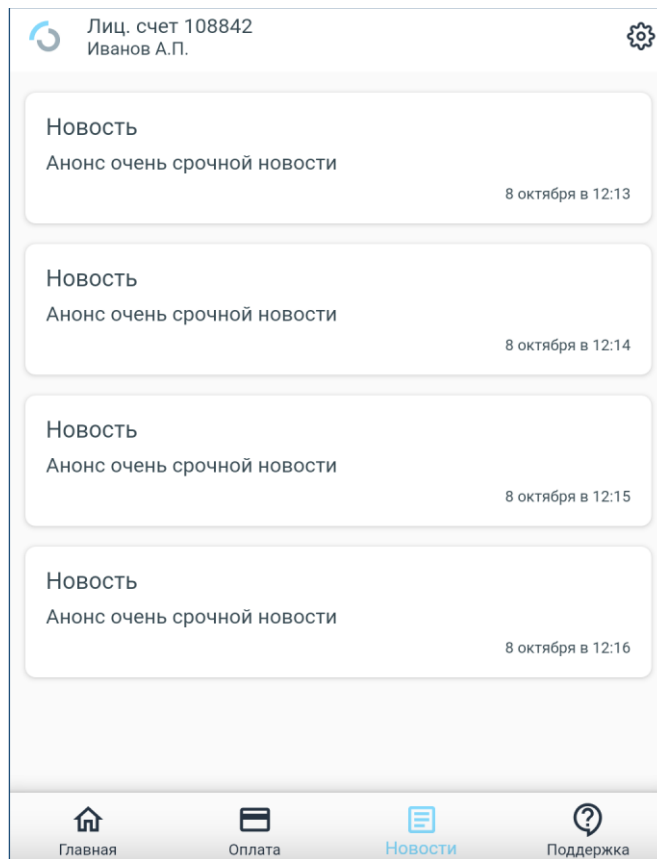 Лиц. счет 108842
Иванов А.П.
Новость
Анонс очень срочной новости
8 октября в 12:13
Новость
Анонс очень срочной новости
8 октября в 12:14
Новость
Анонс очень срочной новости
8 октября в 12:15
Новость
Анонс очень срочной новости
8 октября в 12:16
Главная Оплата Новости Поддержка